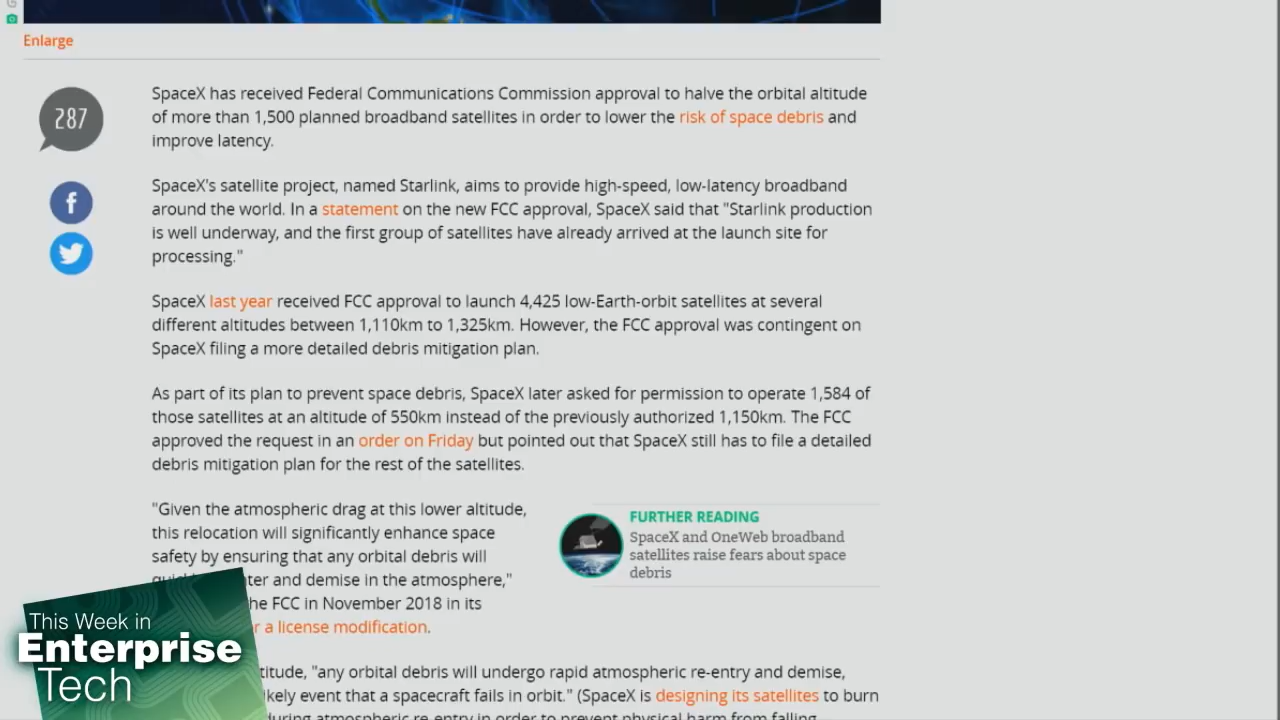 Enlarge
287
SpaceX has received Federal Communications Commission approval to halve the orbital altitude
of more than 1,500 planned broadband satellites in order to lower the risk of space debris and
improve latency.
SpaceX's satellite project, named Starlink, aims to provide high-speed, low-latency broadband
around the world. In a statement on the new FCC approval, SpaceX said that "Starlink production
is well underway, and the first group of satellites have already arrived at the launch site for
processing."
SpaceX last year received FCC approval to launch 4,425 low-Earth-orbit satellites at several
different altitudes between 1,110km to 1,325km. However, the FCC approval was contingent on
SpaceX filing a more detailed debris mitigation plan.
As part of its plan to prevent space debris, SpaceX later asked for permission to operate 1,584 of
those satellites at an altitude of 550km instead of the previously authorized 1,150km. The FCC
approved the request in an order on Friday but pointed out that SpaceX still has to file a detailed
debris mitigation plan for the rest of the satellites.
"Given the atmospheric drag at this lower altitude,
this relocation will significantly enhance space
safety by ensuring that any orbital debris will
and demise in the atmosphere,"
FCC in November 2018 in its
a license modification.
FURTHER READING
SpaceX and OneWeb broadband
satellites raise fears about space
debris
"any orbital debris will undergo rapid atmospheric re-entry and demise,
event that a spacecraft fails in orbit." (SpaceX is designing its satellites to burn
during atmospheric re-entry in order to prevent physical harm from falling
This Week in
Enterprise
Tech